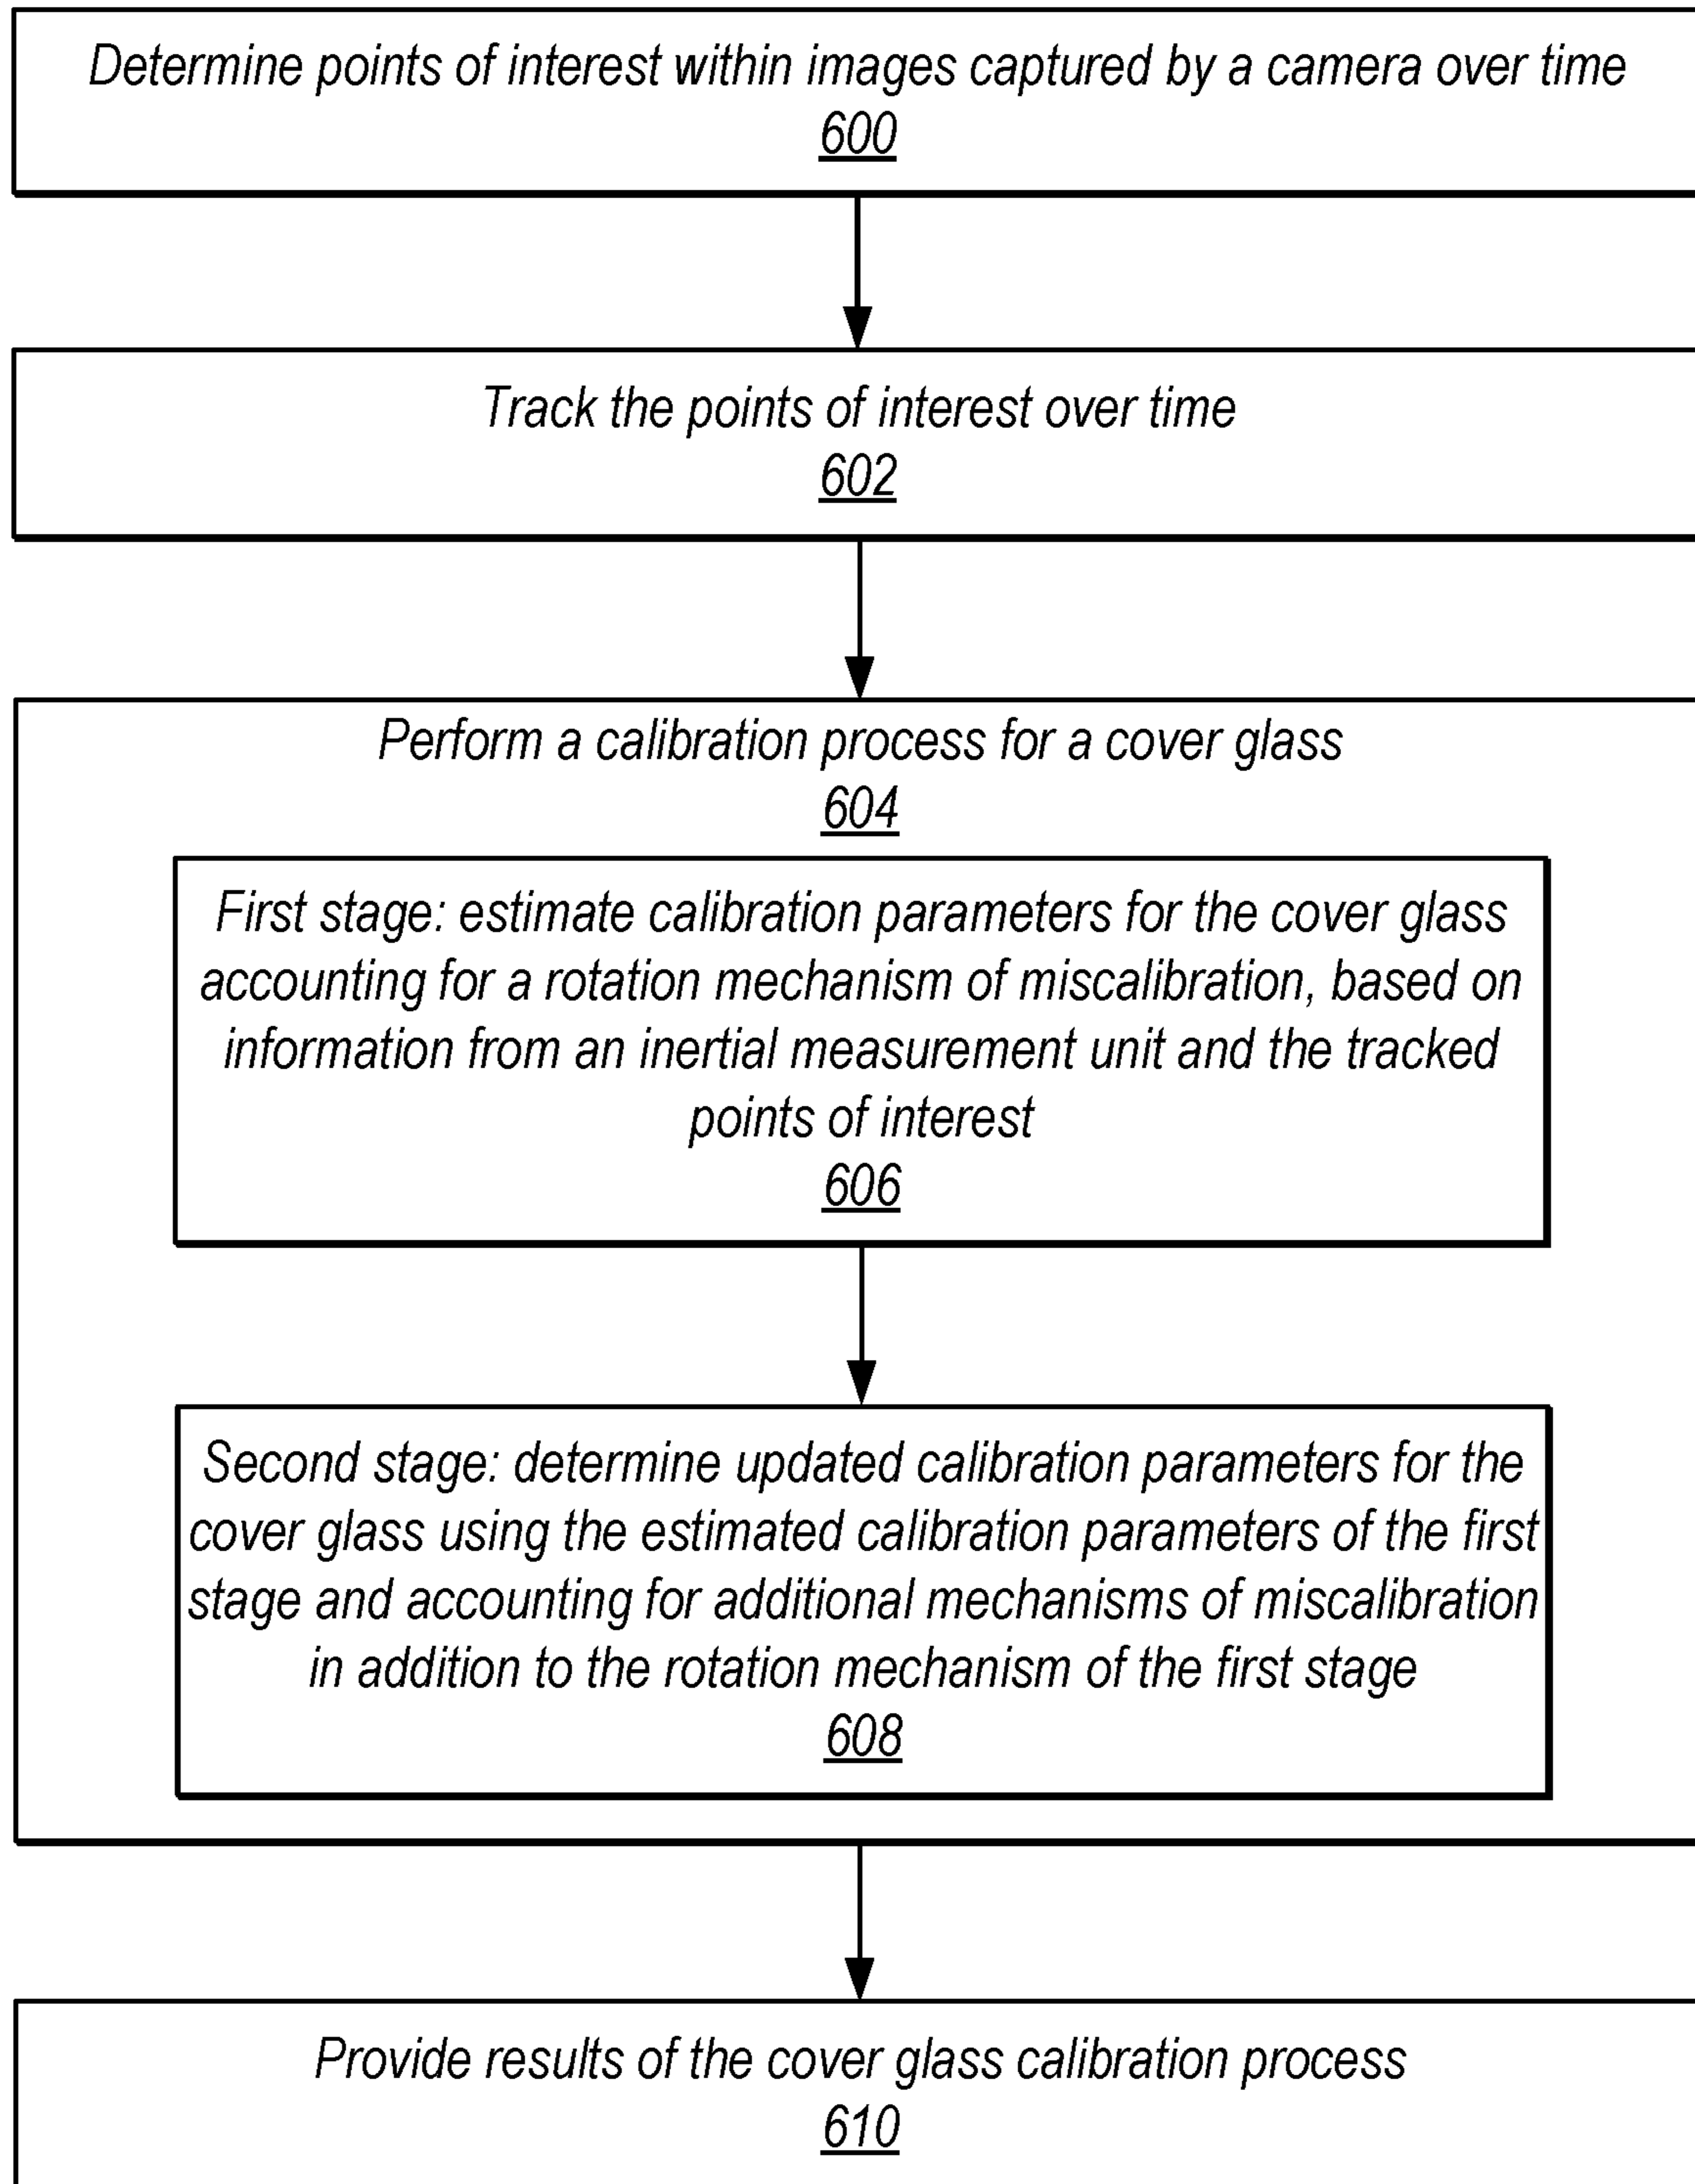 Determine points of interest within images captured by a camera over time
600
Track the points of interest over time
602
Perform a calibration process for a cover glass
604
First stage: estimate calibration parameters for the cover glass
accounting for a rotation mechanism of miscalibration, based on
information from an inertial measurement unit and the tracked
points of interest
606
Second stage: determine updated calibration parameters for the
cover glass using the estimated calibration parameters of the first
stage and accounting for additional mechanisms of miscalibration
in addition to the rotation mechanism of the first stage
608
Provide results of the cover glass calibration process
610